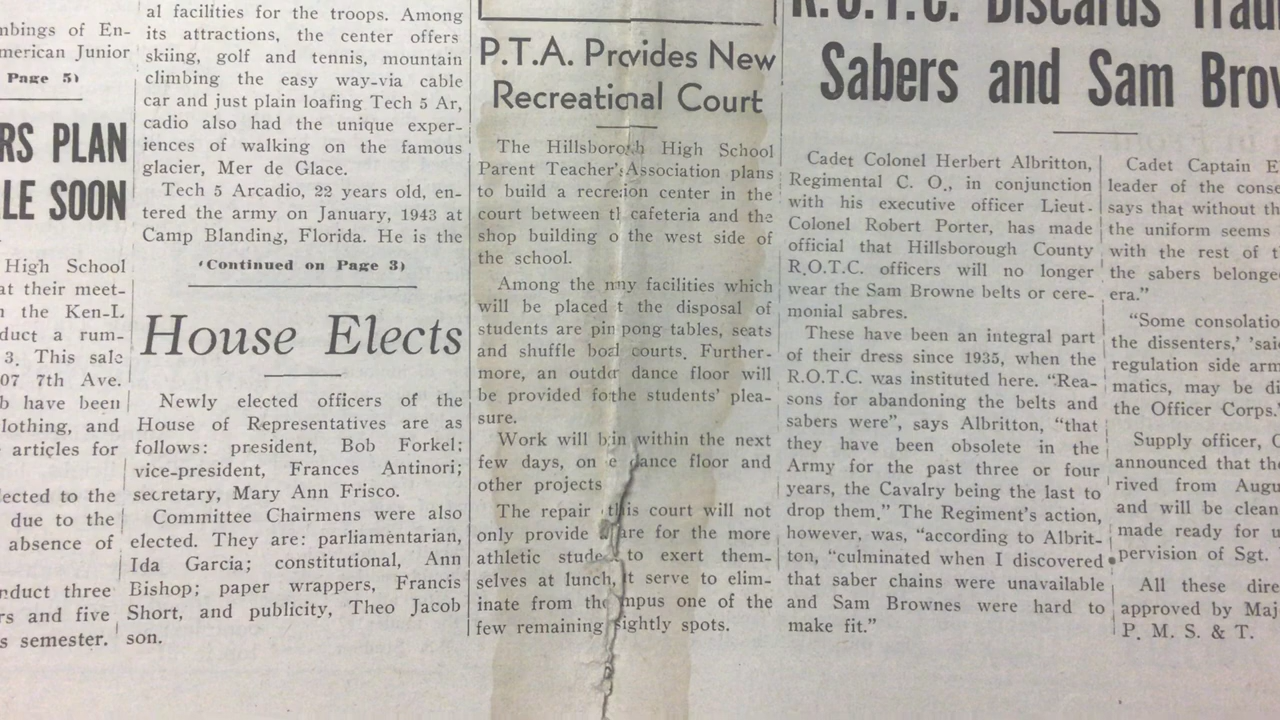 mbings of En-
merican Junior
Page 5)
RS PLAN
LE SOON
High School
at their meet-
the Ken-L
duct a rum-
3. This sale
07 7th Ave.
b have been
lothing, and
articles for
lected to the
due to the
absence of
nduct three
rs and five
s semester.
al facilities for the troops. Among
its attractions, the center offers
skiing, golf and tennis, mountain
climbing the easy way-via cable
car and just plain loafing Tech 5 Ar,
cadio also had the unique exper-
iences of walking on the famous
glacier, Mer de Glace.
Tech 5 Arcadio, 22 years old, en-
tered the army on January, 1943 at
Camp Blanding, Florida. He is the
(Continued on Page 3)
House Elects
Newly elected officers of the
House of Representatives are as
follows: president, Bob Forkel;
vice-president, Frances Antinori;
secretary, Mary Ann Frisco.
Committee Chairmens were also
elected. They are: parliamentarian,
Ida Garcia; constitutional, Ann
Bishop; paper wrappers, Francis
Short, and publicity, Theo Jacob
son.
P.T.A. Provides New
Recreational Court
The Hillsborough High School
Parent Teacher's Association plans
to build a recreion center in the
court between t cafeteria and the
shop building o the west side of
the school.
Among the ny facilities which
will be placed t the disposal of
students are pin pong tables, seats
and shuffle boad courts. Further-
more, an outdor dance floor will
be provided fo the students' plea-
sure.
Work will bin within the next
few days, on e dance floor and
other projects
The repair this court will not
only provide are for the more
athletic stude to exert them-
selves at lunch, it serve to elim-
inate from the mpus one of the
few remaining sightly spots.
R.O.T.C. Discards Trad
Sabers and Sam Brow
Cadet Colonel Herbert Albritton,
Regimental C. O., in conjunction
with his executive officer Lieut-
Colonel Robert Porter, has made
official that Hillsborough County
R.O.T.C. officers will no longer
wear the Sam Browne belts or cere-
monial sabres.
These have been an integral part
of their dress since 1935, when the
R.O.T.C. was instituted here. "Rea-
sons for abandoning the belts and
sabers were", says Albritton, "that
they have been obsolete in the
Army for the past three or four
years, the Cavalry being the last to
drop them." The Regiment's action,
however, was, "according to Albrit-
ton, "culminated when I discovered
that saber chains were unavailable
and Sam Brownes were hard to
make fit."
Cadet Captain E
leader of the conse
says that without th
the uniform seems
with the rest of t
the sabers belonge
era."
"Some consolatio
the dissenters,' 'said
regulation side arm
matics, may be di
the Officer Corps."
Supply officer, C
announced that the
rived from Augu
and will be clean
made ready for u
pervision of Sgt.
All these dire
approved by Maj
P. M. S. & T.